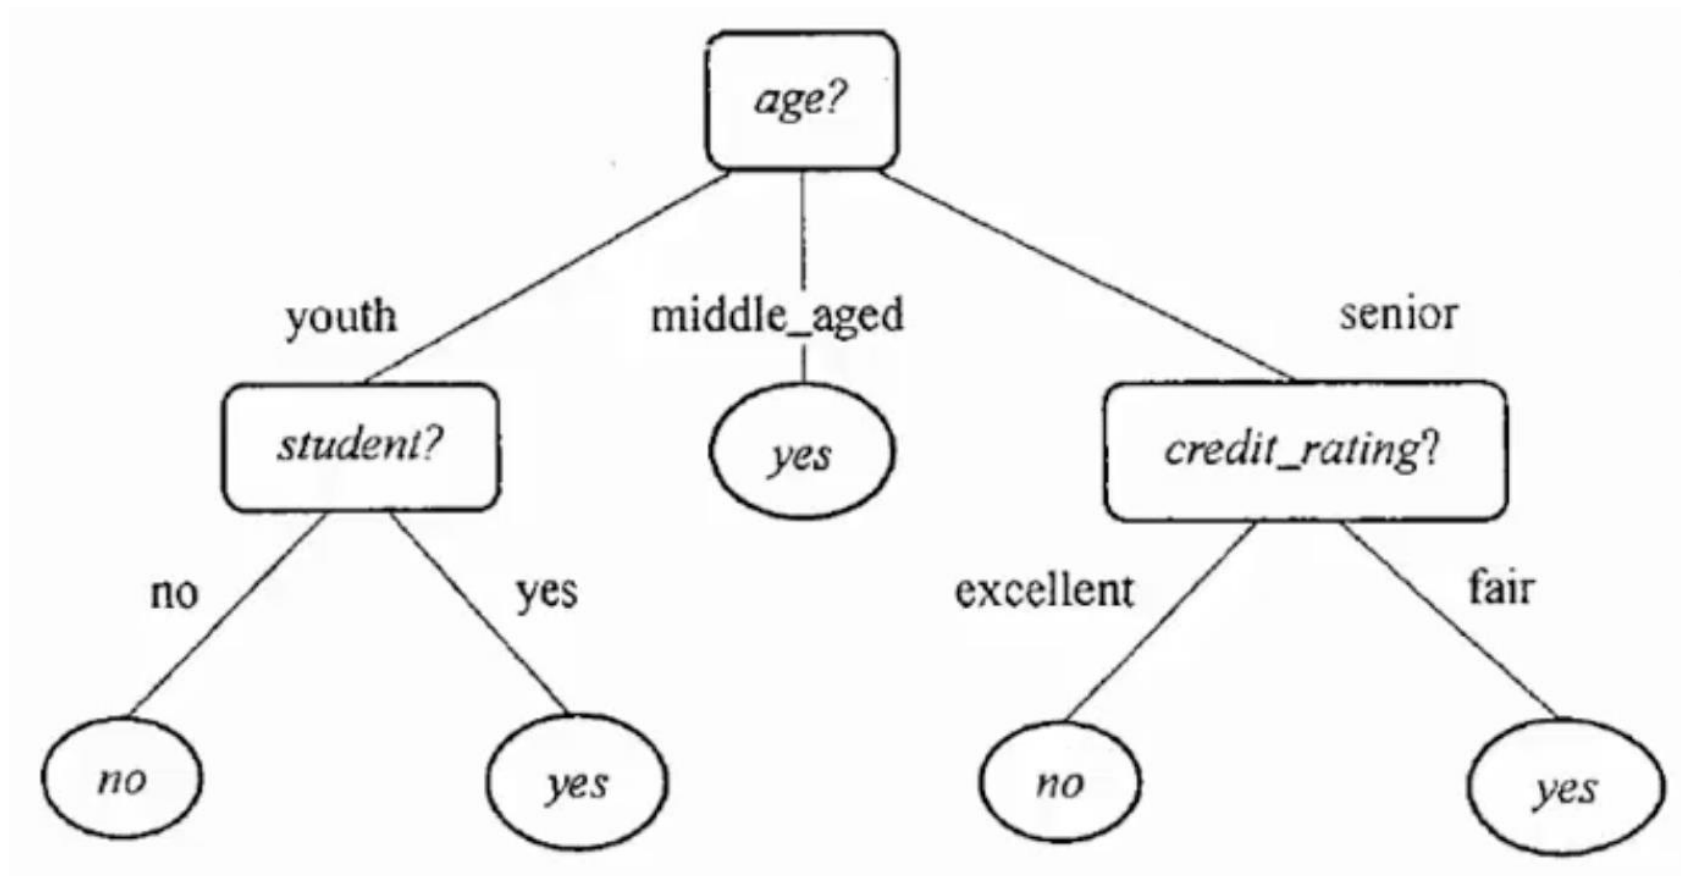 age?
youth
middle_aged
senior
student?
yes
credit_rating?
no
yes
excellent
fair
no
yes
no
yes